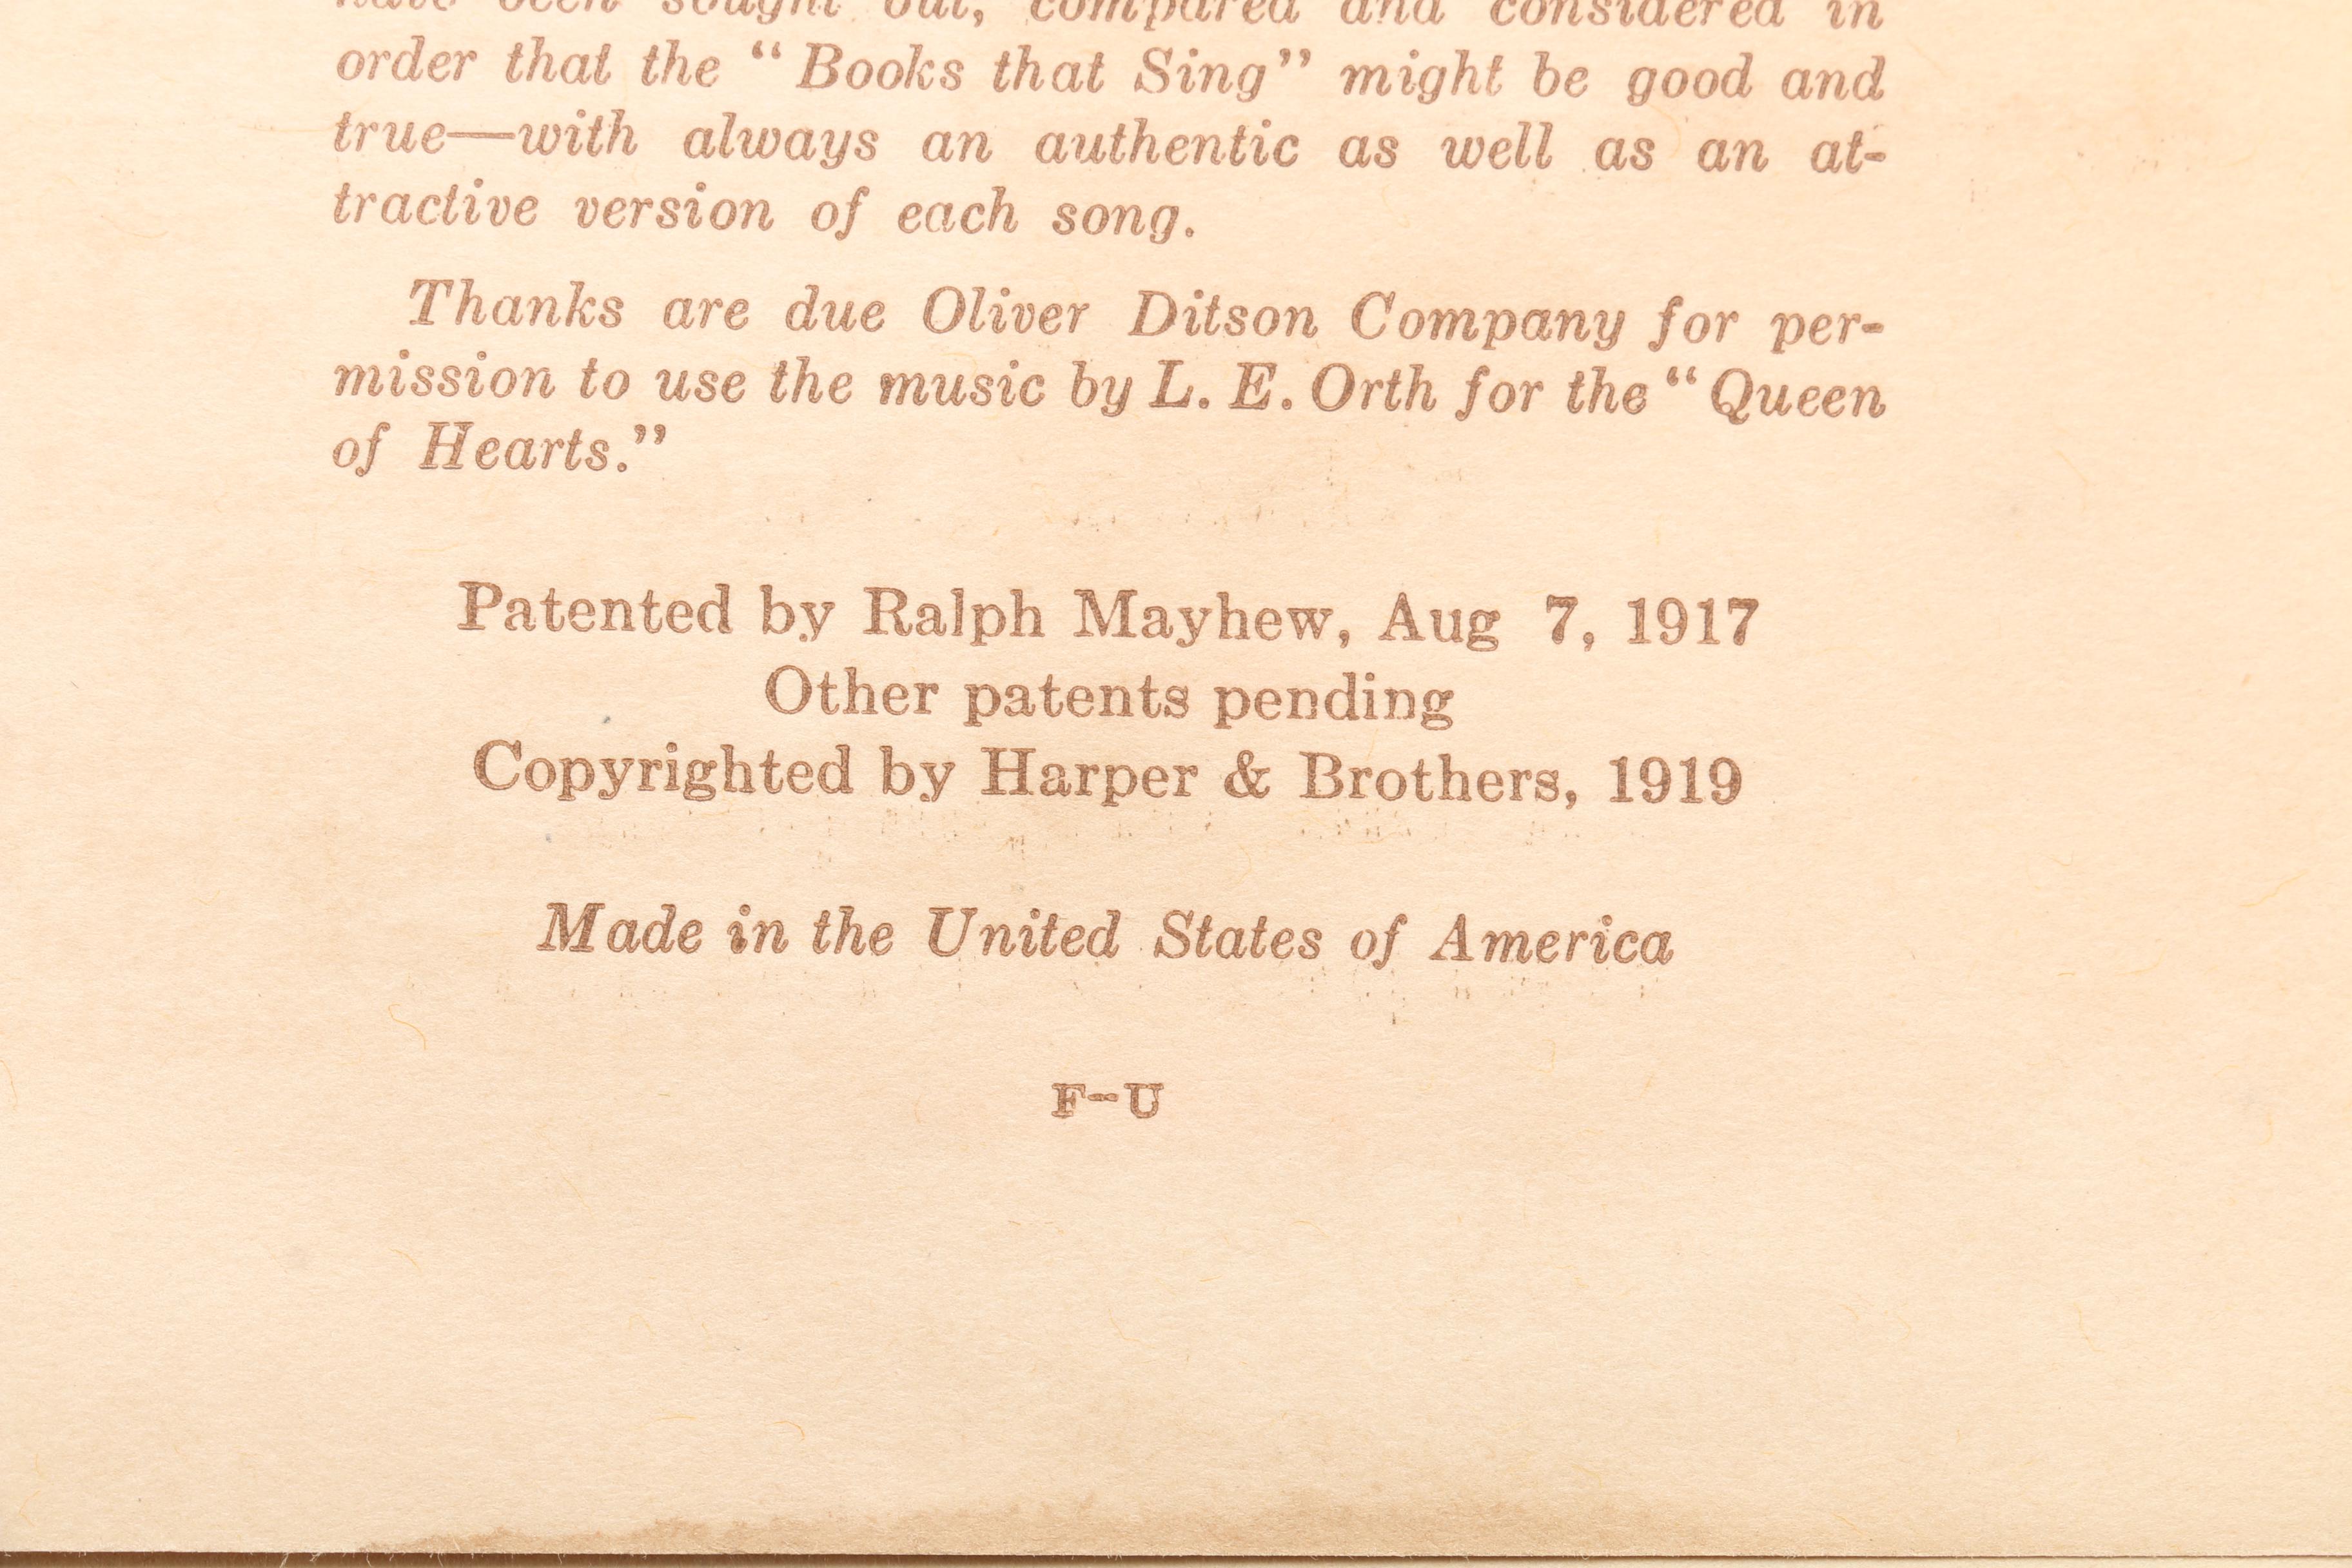 have been sought out, compared and considered in
order that the “Books that Sing” might be good and
true—with always an authentic as well as an at-
tractive version of each song.
Thanks are due Oliver Ditson Company for per-
mission to use the music by L. E. Orth for the “Queen
of Hearts.”
Patented by Ralph Mayhew, Aug 7, 1917
Other patents pending
Copyrighted by Harper & Brothers, 1919
Made in the United States of America
F-U